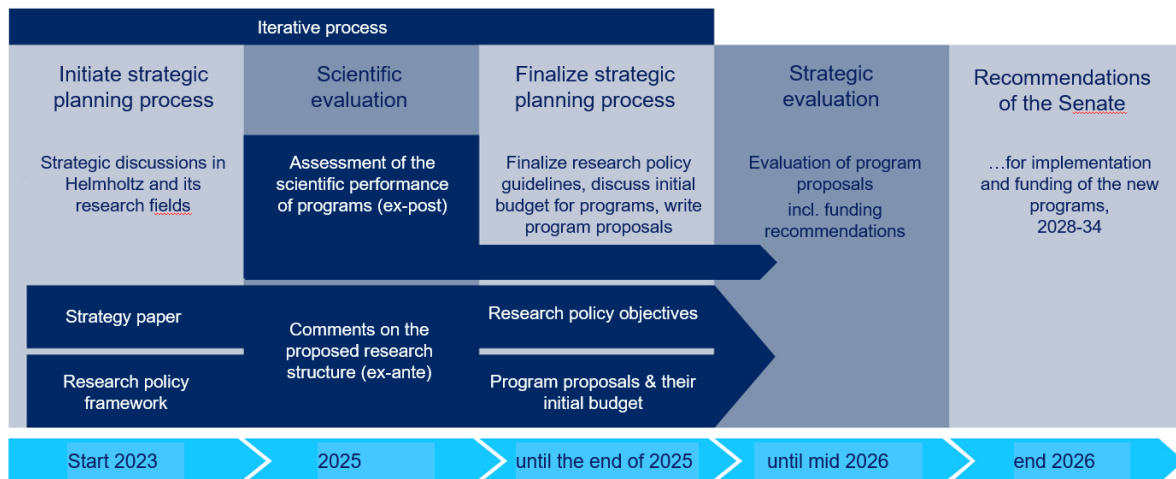 Iterative process
Initiate strategic
planning process
Scientific
evaluation
Finalize strategic
planning process
Strategic
evaluation
Recommendations
of the Senate
Strategic discussions in
Helmholtz and its
research fields
Assessment of the
scientific performance
of programs (ex-post)
Finalize research policy
guidelines, discuss initial
budget for programs, write
program proposals
Evaluation of program
proposals
incl. funding
recommendations
…for implementation
and funding of the new
programs,
2028-34
Strategy paper
Research policy
framework
Comments on the
proposed research
structure (ex-ante)
Research policy objectives
Program proposals & their
initial budget
Start 2023
2025
until the end of 2025
until mid 2026
end 2026